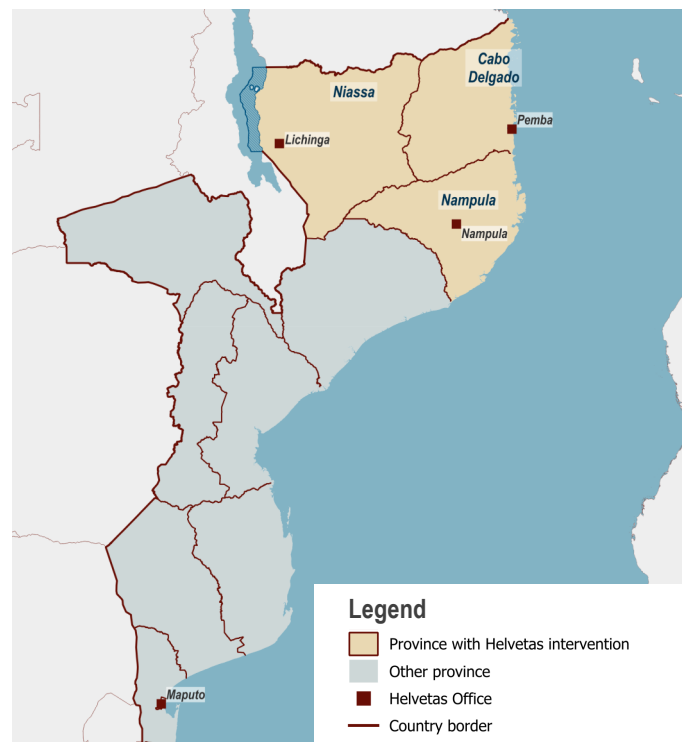 Cabo
Delgado
Niassa
Pemba
Lichinga
Nampula
Nampula
Maputo
Legend
Province with Helvetas intervention
Other province
Helvetas Office
Country border